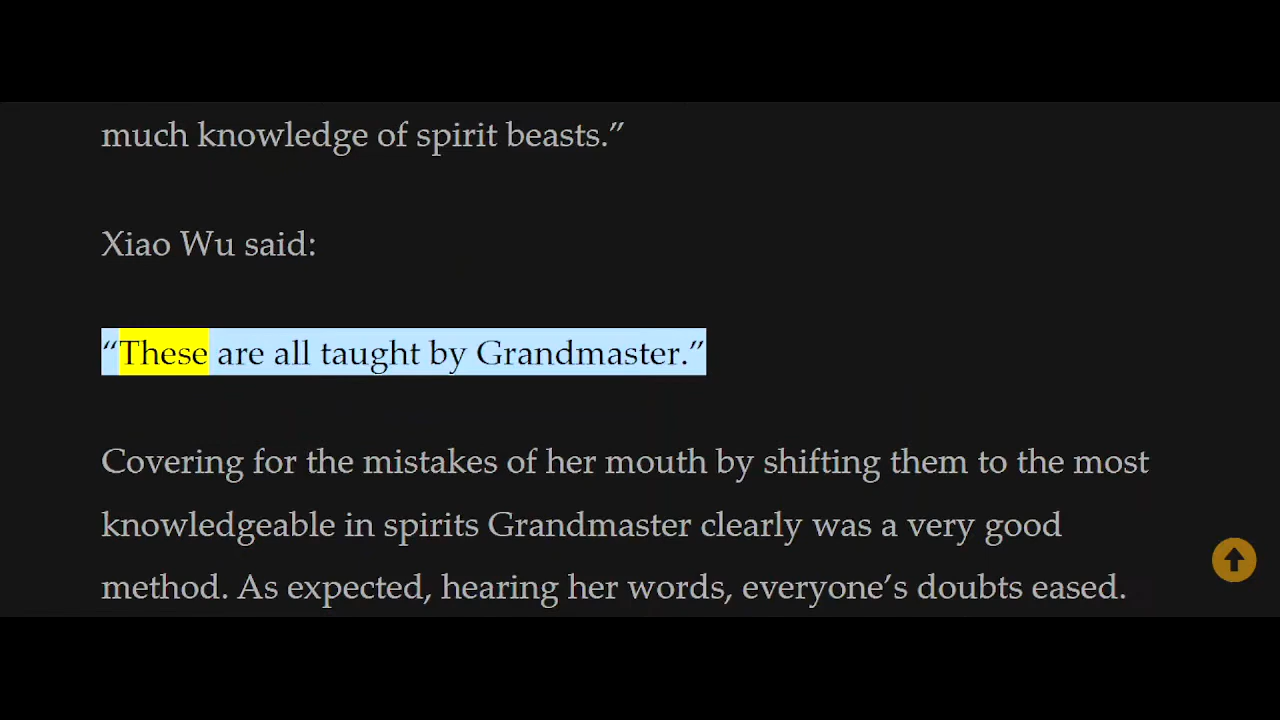 much knowledge of spirit beasts.”
Xiao Wu said:
“These are all taught by Grandmaster.”
Covering for the mistakes of her mouth by shifting them to the most
knowledgeable in spirits Grandmaster clearly was a very good
method. As expected, hearing her words, everyone’s doubts eased.